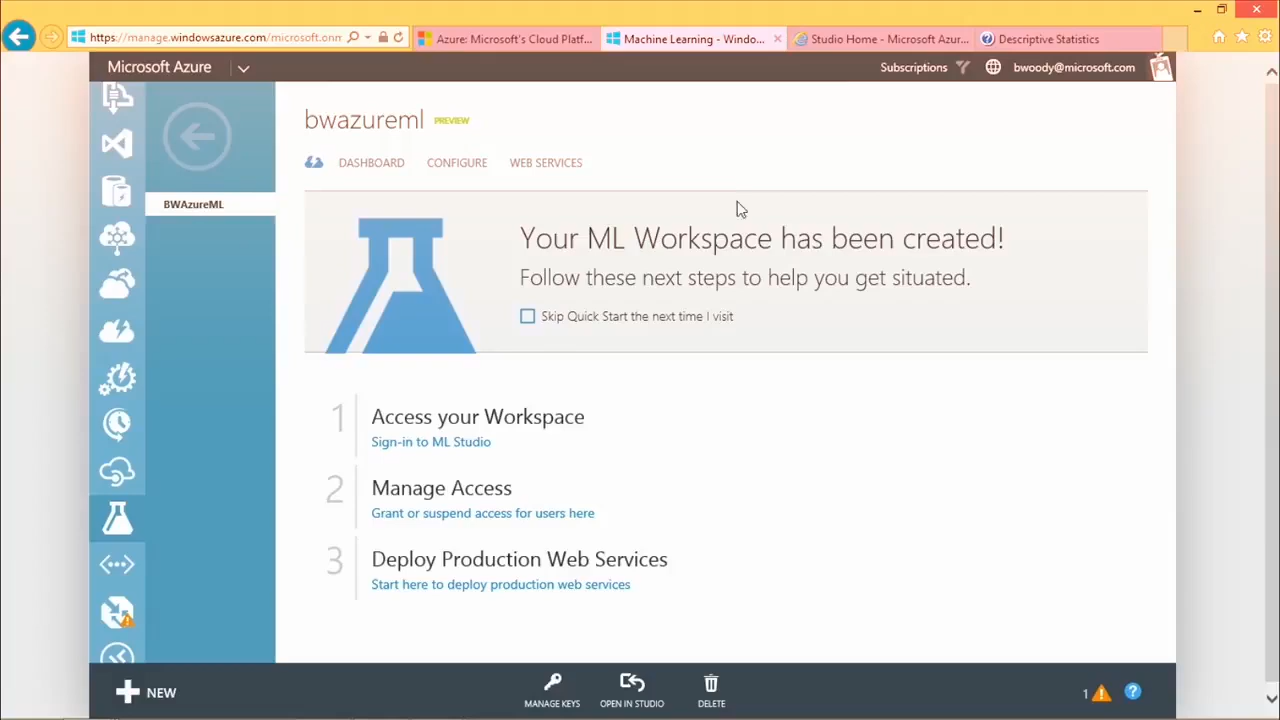 https://manage.windowsazure.com/microsoft.onm
Azure: Microsoft's Cloud Platf...
Machine Learning - Windo...
Studio Home - Microsoft Azur...
Descriptive Statistics
Microsoft Azure
Subscriptions
bwoody@microsoft.com
BWAzureML
bwazureml PREVIEW
DASHBOARD CONFIGURE WEB SERVICES
Your ML Workspace has been created!
Follow these next steps to help you get situated.
Skip Quick Start the next time I visit
1 Access your Workspace
Sign-in to ML Studio
2 Manage Access
Grant or suspend access for users here
3 Deploy Production Web Services
Start here to deploy production web services
NEW
MANAGE KEYS
OPEN IN STUDIO
DELETE
1
?